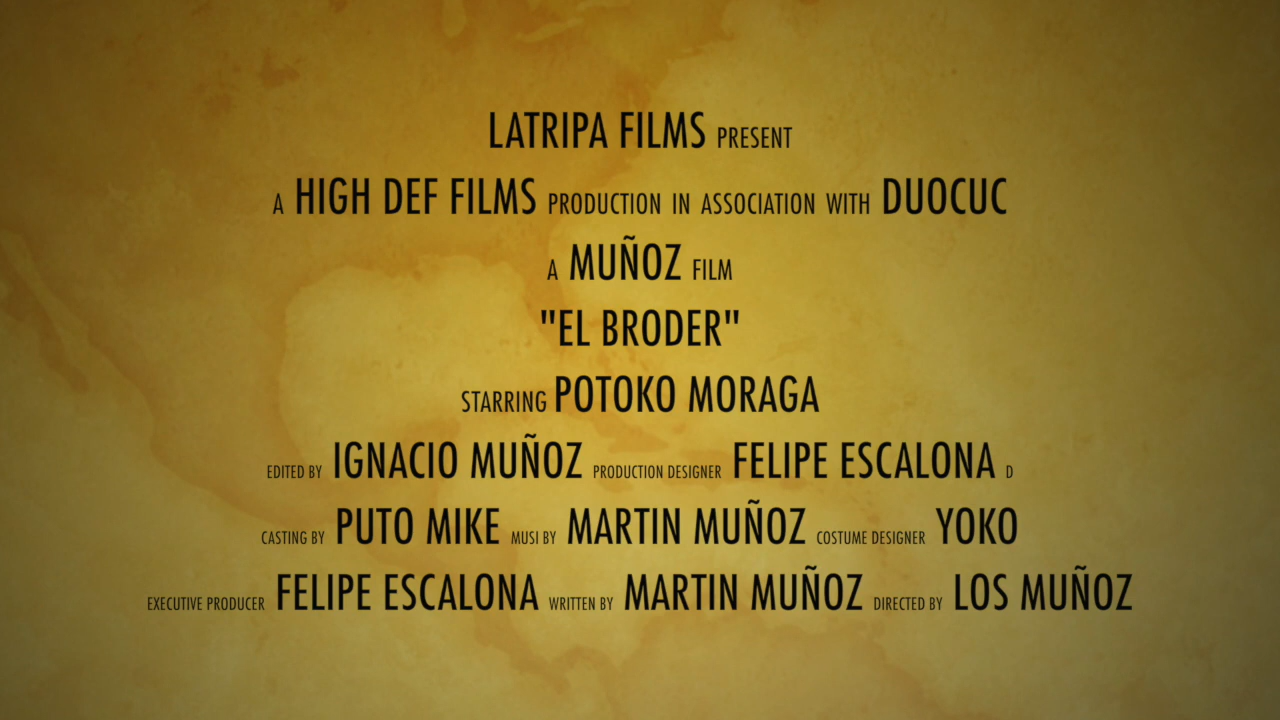 LATRIPA FILMS PRESENT
A HIGH DEF FILMS PRODUCTION IN ASSOCIATION WITH DUOCUC
A MUÑOZ FILM
"EL BRODER"
STARRING POTOKO MORAGA
EDITED BY IGNACIO MUÑOZ PRODUCTION DESIGNER FELIPE ESCALONA D
CASTING BY PUTO MIKE MUSI BY MARTIN MUÑOZ COSTUME DESIGNER YOKO
EXECUTIVE PRODUCER FELIPE ESCALONA WRITTEN BY MARTIN MUÑOZ DIRECTED BY LOS MUÑOZ